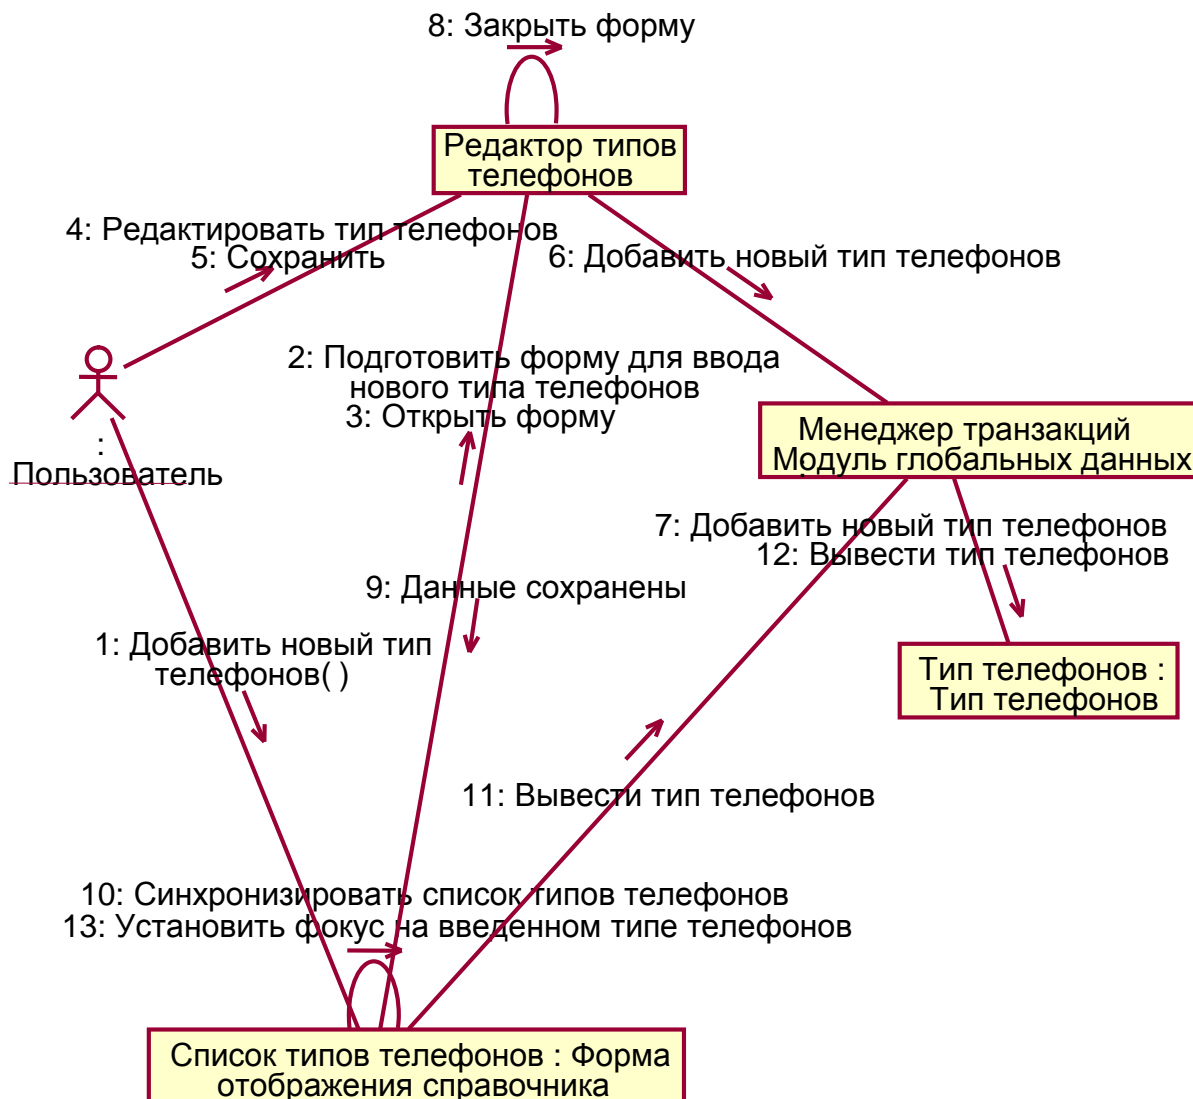 8: Закрыть форму
Редактор типов
телефонов
4: Редактировать тип телефонов
5: Сохранить
6: Добавить новый тип телефонов
2: Подготовить форму для ввода
нового типа телефонов
3: Открыть форму
:
Пользователь
Менеджер транзакций :
Модуль глобальных данных
7: Добавить новый тип телефонов
12: Вывести тип телефонов
9: Данные сохранены
1: Добавить новый тип
телефонов( )
Тип телефонов :
Тип телефонов
11: Вывести тип телефонов
10: Синхронизировать список типов телефонов
13: Установить фокус на введенном типе телефонов
Список типов телефонов : Форма
отображения справочника